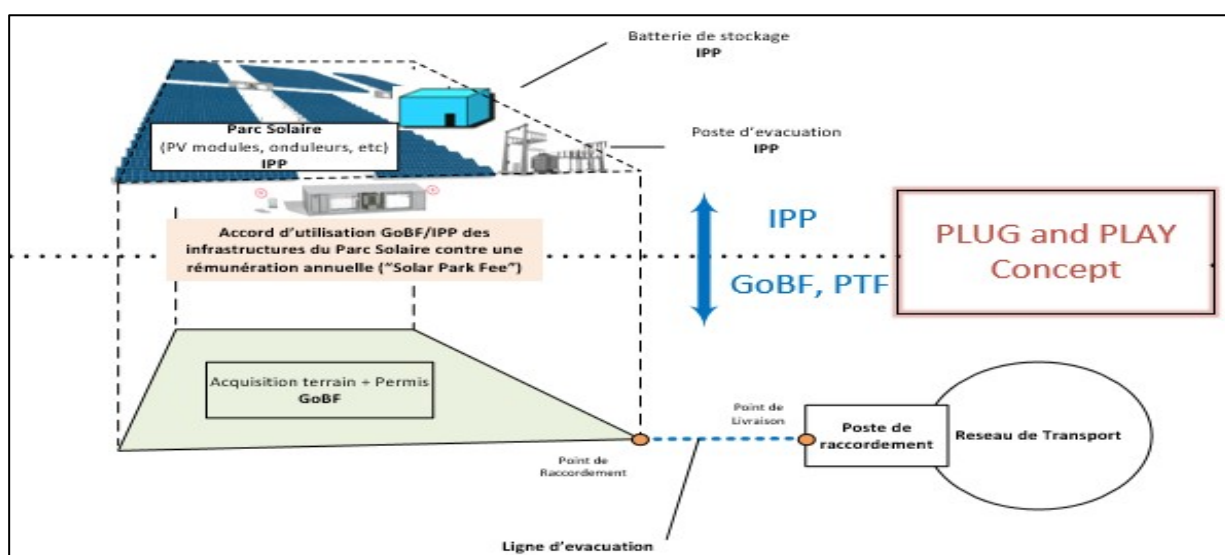 Batterie de stockage
IPP
Parc Solaire
(PV modules, onduleurs, etc)
IPP
Poste d'evacuation
IPP
Accord d'utilisation GoBF/IPP des
infrastructures du Parc Solaire contre une
rémunération annuelle ("Solar Park Fee")
IPP
GoBF, PTF
PLUG and PLAY
Concept
Acquisition terrain + Permis
GoBF
Point de
Raccordement
Point de
Livraison
Poste de
raccordement
Reseau de Transport
Ligne d'evacuation